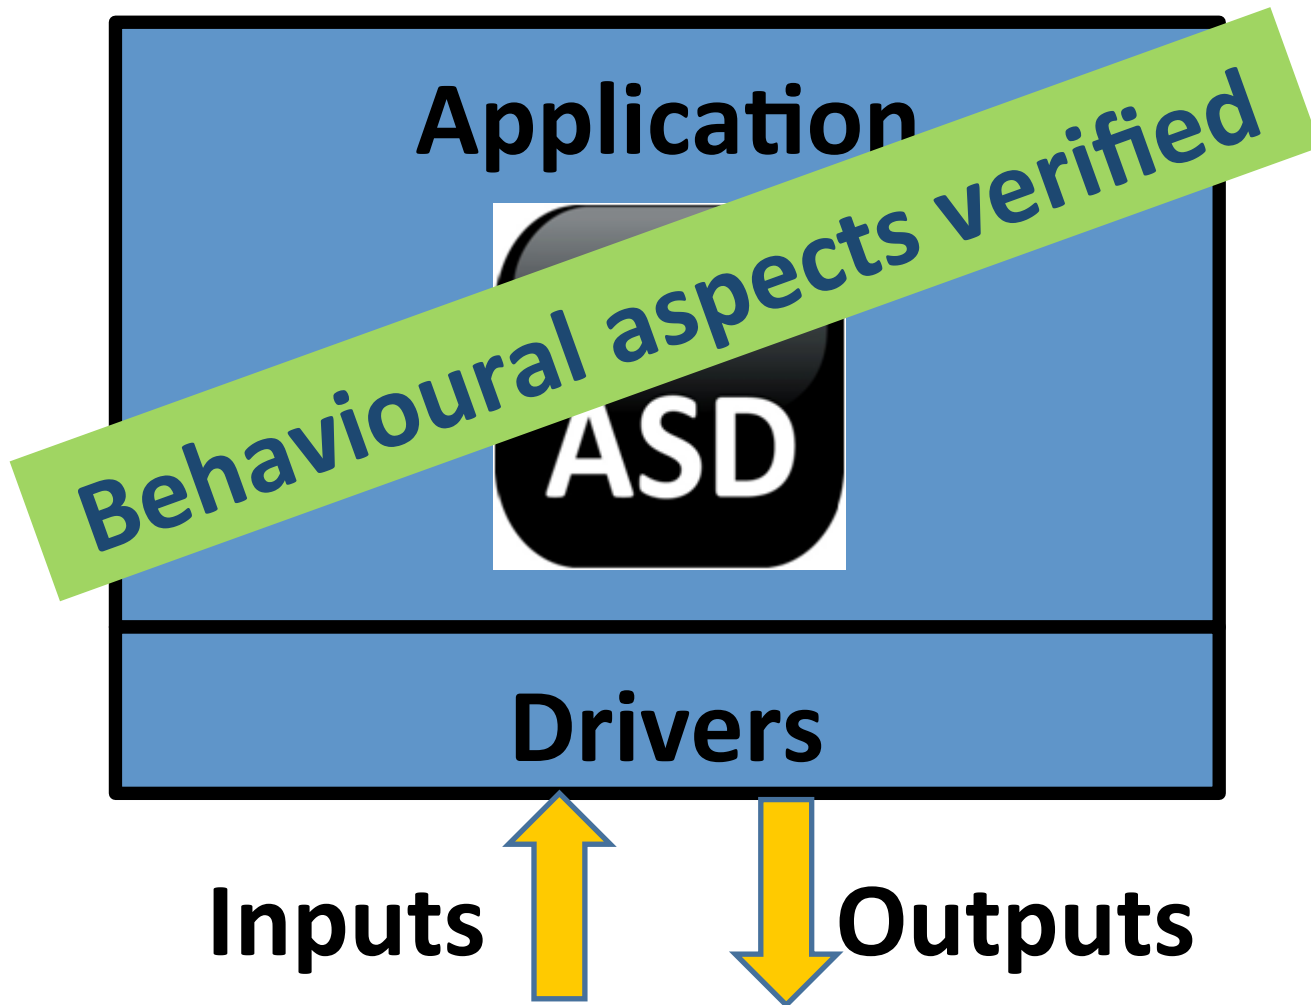 Application
Behavioural aspects verified
ASD
Drivers
Inputs
Outputs